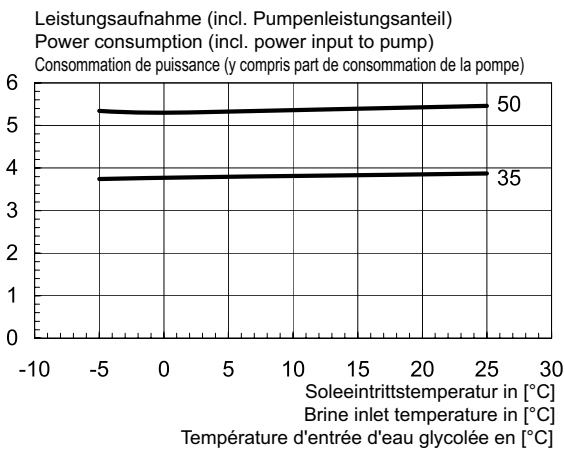 Leistungsaufnahme (incl. Pumpenleistungsanteil)
Power consumption (incl. power input to pump)
Consommation de puissance (y compris part de consommation de la pompe)
6
50
5
4
35
3
2
1
0
-10 -5 0 5 10 15 20 25 30
Soleeintrittstemperatur in [°C]
Brine inlet temperature in [°C]
Température d'entrée d'eau glycolée en [°C]